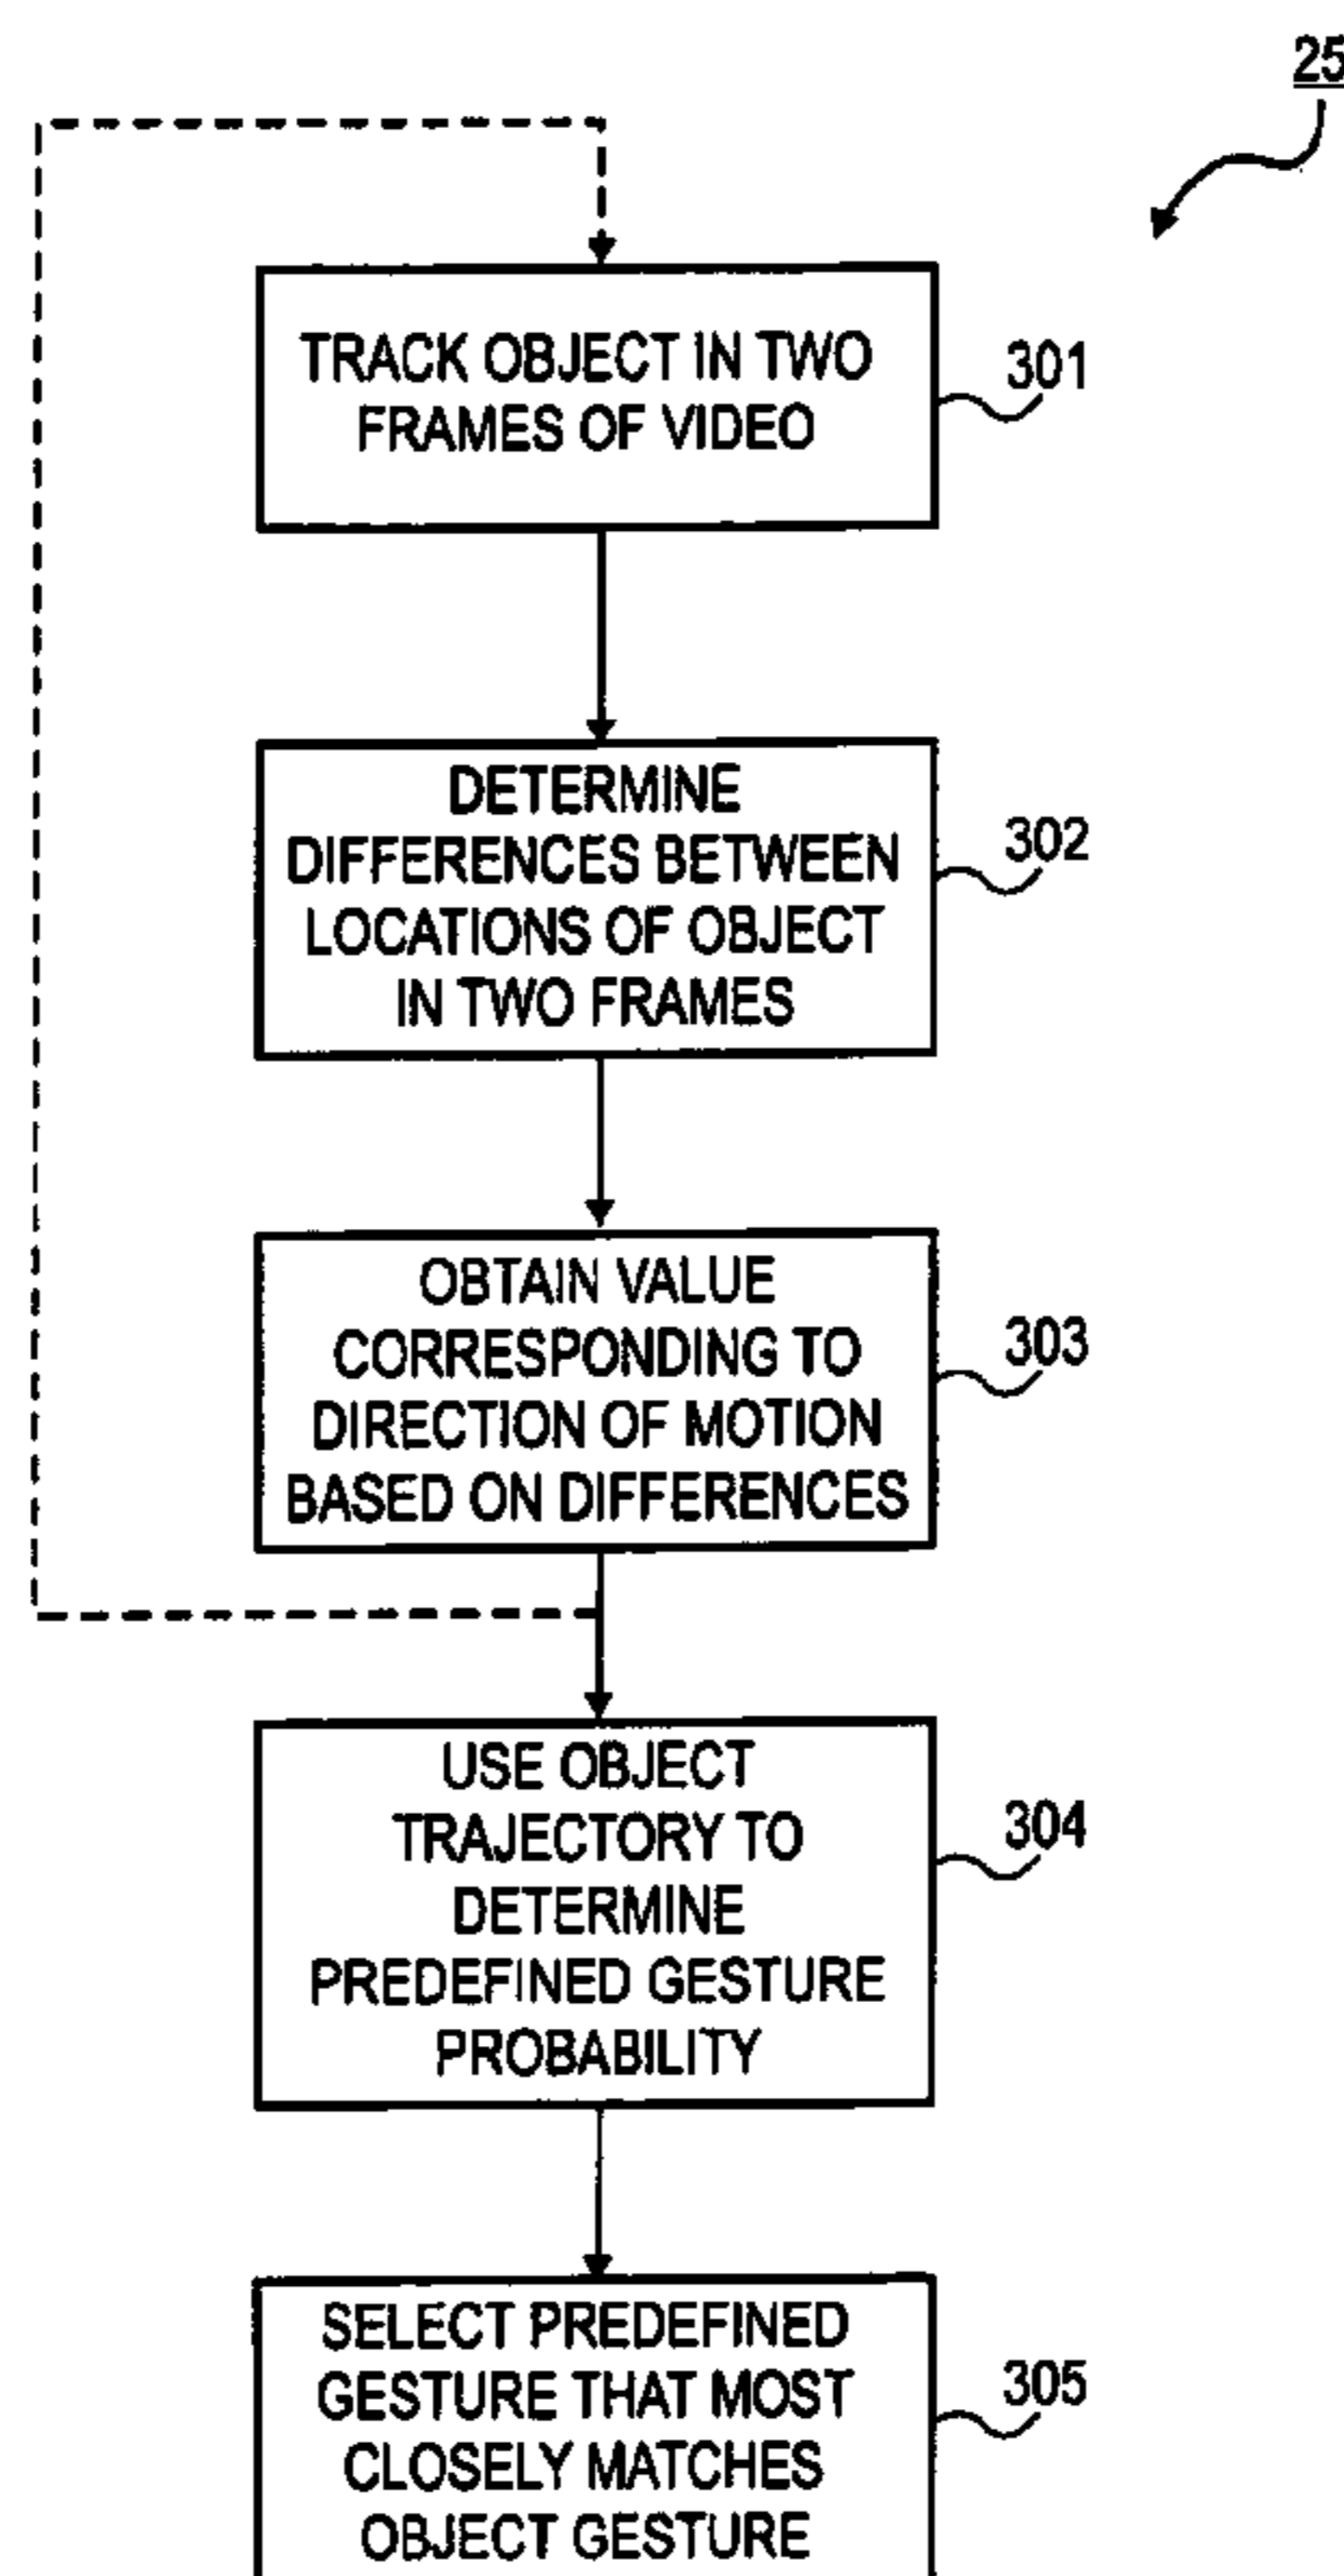 25
TRACK OBJECT IN TWO
FRAMES OF VIDEO
301
DETERMINE
DIFFERENCES BETWEEN
LOCATIONS OF OBJECT
IN TWO FRAMES
302
OBTAIN VALUE
CORRESPONDING TO
DIRECTION OF MOTION
BASED ON DIFFERENCES
303
USE OBJECT
TRAJECTORY TO
DETERMINE
PREDEFINED GESTURE
PROBABILITY
304
SELECT PREDEFINED
GESTURE THAT MOST
CLOSELY MATCHES
OBJECT GESTURE
305